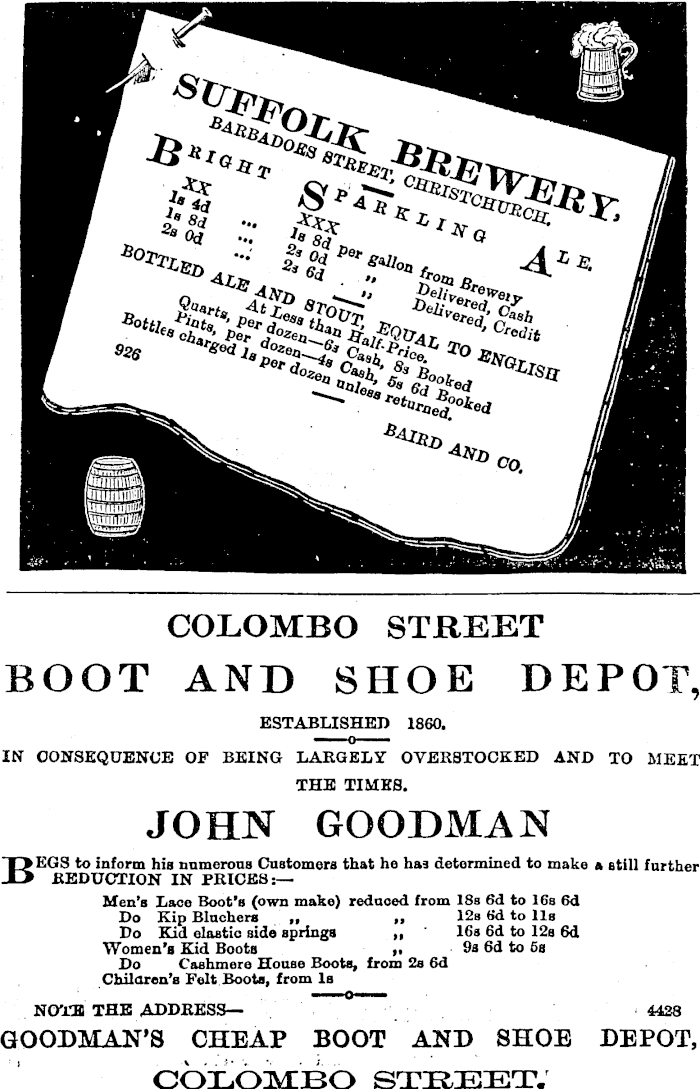 SUFFOLK BREWERY,
BARBADOES STREET, CHRISTCHURCH.
BRIGHT SPARKLING ALE.
XX XXX
1s 4d ... 1s 8d per gallon from Brewery
1s 8d ... 2s 0d „ Delivered, Cash
2s 0d ... 2s 6d „ Delivered, Credit
BOTTLED ALE AND STOUT, EQUAL TO ENGLISH
At Less than Half-Price.
Quarts, per dozen—6s Cash, 8s Booked
Pints, per dozen—4s Cash, 5s 6d Booked
Bottles charged 1s per dozen unless returned.
926
BAIRD AND CO.
COLOMBO STREET
BOOT AND SHOE DEPOT,
ESTABLISHED 1860.
IN CONSEQUENCE OF BEING LARGELY OVERSTOCKED AND TO MEET
THE TIMES.
JOHN GOODMAN
BEGS to inform his numerous Customers that he has determined to make a still further
REDUCTION IN PRICES:—
Men's Lace Boot's (own make) reduced from 18s 6d to 16s 6d
Do Kip Bluchers „ „ 12s 6d to 11s
Do Kid elastic side springs „ 16s 6d to 12s 6d
Women's Kid Boots „ 9s 6d to 5s
Do Cashmere House Boots, from 2s 6d
Children's Felt Boots, from 1s
NOTE THE ADDRESS— 4428
GOODMAN'S CHEAP BOOT AND SHOE DEPOT,
COLOMBO STREET.